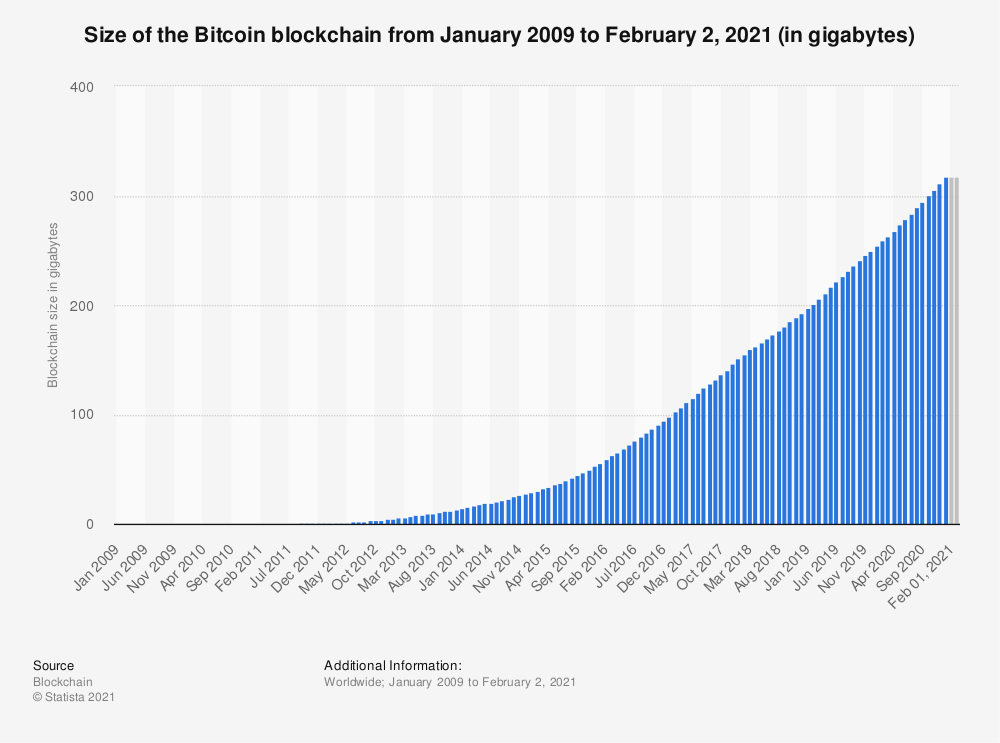 Size of the Bitcoin blockchain from January 2009 to February 2, 2021 (in gigabytes)
400
300
200
100
0
Blockchain size in gigabytes
Jan 2009
Jun 2009
Nov 2009
Apr 2010
Sep 2010
Feb 2011
Jul 2011
Dec 2011
May 2012
Oct 2012
Mar 2013
Aug 2013
Jan 2014
Jun 2014
Nov 2014
Apr 2015
Sep 2015
Feb 2016
Jul 2016
Dec 2016
May 2017
Oct 2017
Mar 2018
Aug 2018
Jan 2019
Jun 2019
Nov 2019
Apr 2020
Sep 2020
Feb 01, 2021
Source
Blockchain
© Statista 2021
Additional Information:
Worldwide; January 2009 to February 2, 2021